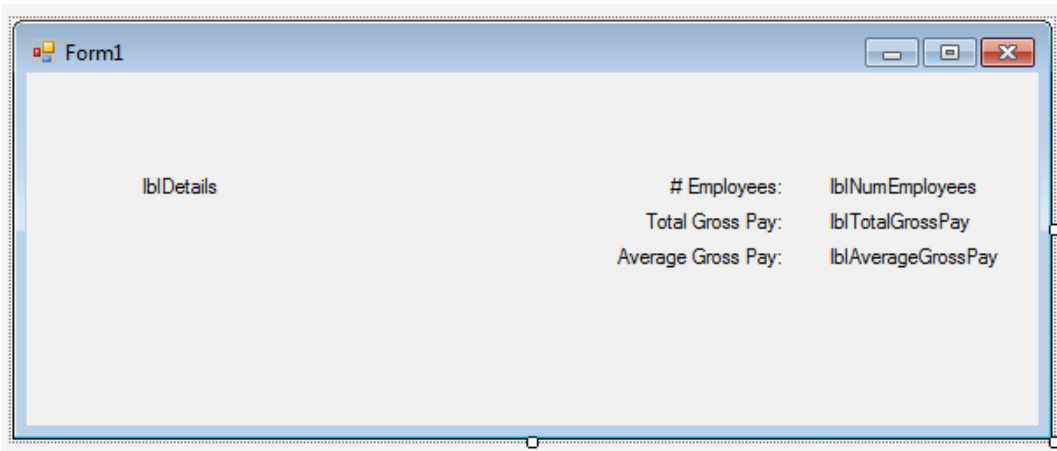 Form1
lblDetails # Employees: lblNumEmployees
Total Gross Pay: lblTotalGrossPay
Average Gross Pay: lblAverageGrossPay